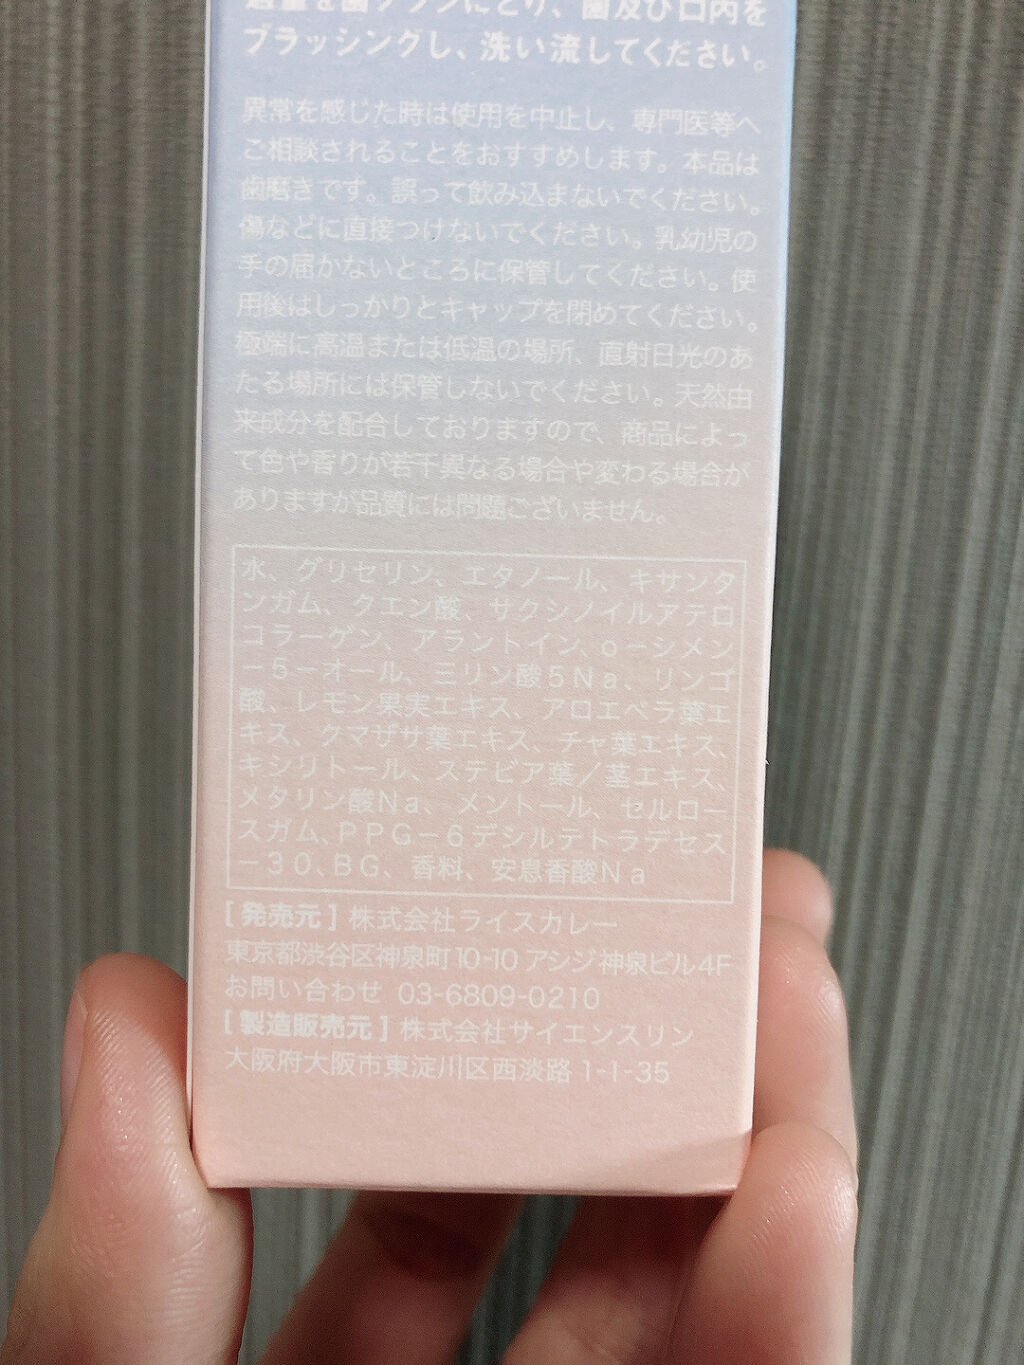 適量を歯ブラシにとり、歯及び口内を
ブラッシングし、洗い流してください。
異常を感じた時は使用を中止し、専門医等へ
ご相談されることをおすすめします。本品は
歯磨きです。誤って飲み込まないでください。
傷などに直接つけないでください。乳幼児の
手の届かないところに保管してください。使
用後はしっかりとキャップを閉めてください。
極端に高温または低温の場所、直射日光のあ
たる場所には保管しないでください。天然由
来成分を配合しておりますので、商品によっ
て色や香りが若干異なる場合や変わる場合が
ありますが品質には問題ございません。
水、グリセリン、エタノール、キサンタ
ンガム、クエン酸、サクシノイルアテロ
コラーゲン、アラントイン、o－シメン
－5－オール、三リン酸5Na、リンゴ
酸、レモン果実エキス、アロエベラ葉エ
キス、クマザサ葉エキス、チャ葉エキス、
キシリトール、ステビア葉／茎エキス、
メタリン酸Na、メントール、セルロー
スガム、PPG－6デシルテトラデセス
－30、BG、香料、安息香酸Na
[発売元] 株式会社ライスカレー
東京都渋谷区神泉町10-10 アシジ神泉ビル4F
お問い合わせ 03-6809-0210
[製造販売元] 株式会社サイエンスリン
大阪府大阪市東淀川区西淡路 1-1-35